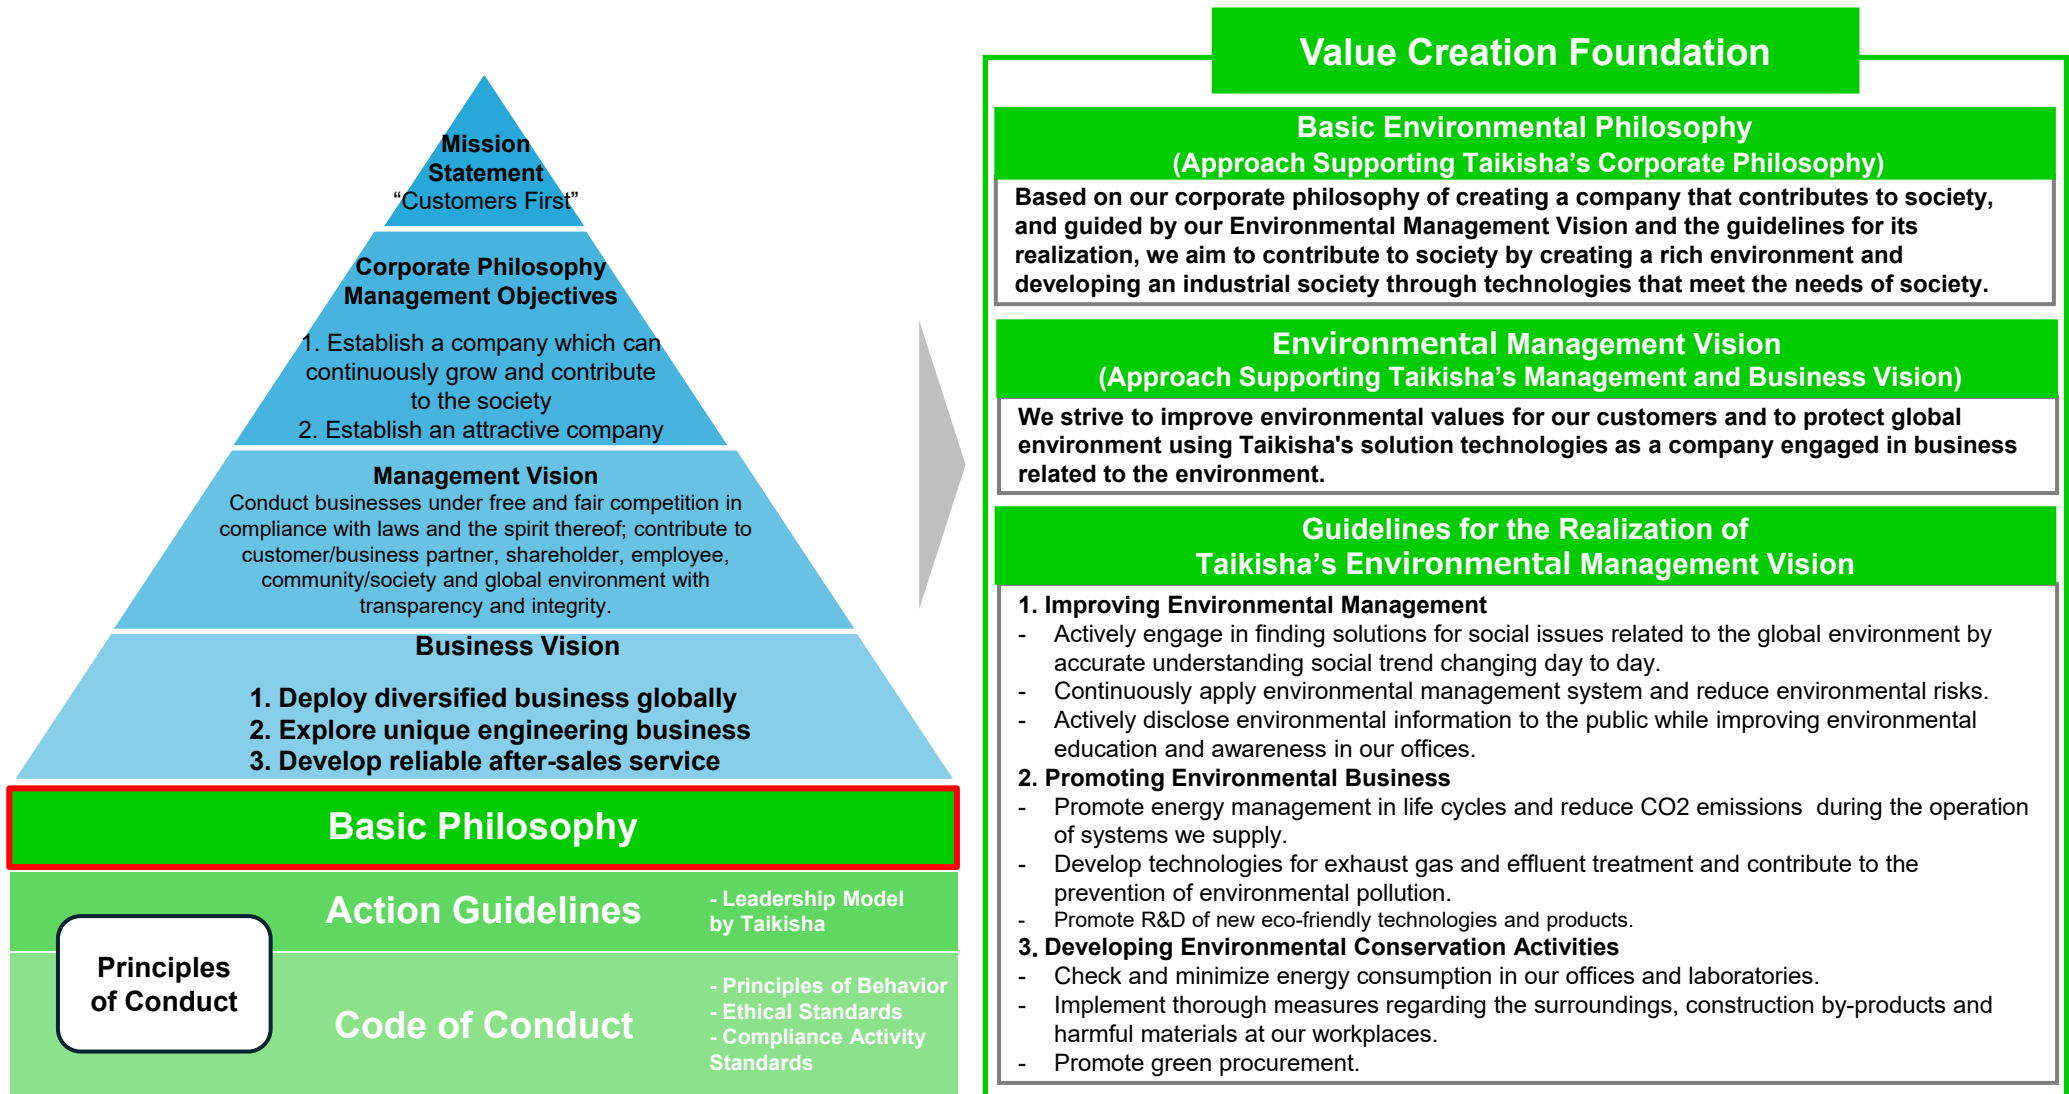 Mission
Statement
“Customers First”
Corporate Philosophy
Management Objectives
1. Establish a company which can
continuously grow and contribute
to the society
2. Establish an attractive company
Management Vision
Conduct businesses under free and fair competition in
compliance with laws and the spirit thereof; contribute to
customer/business partner, shareholder, employee,
community/society and global environment with
transparency and integrity.
Business Vision
1. Deploy diversified business globally
2. Explore unique engineering business
3. Develop reliable after-sales service
Basic Philosophy
Principles
of Conduct
Action Guidelines
- Leadership Model
by Taikisha
Code of Conduct
- Principles of Behavior
- Ethical Standards
- Compliance Activity
Standards
Value Creation Foundation
Basic Environmental Philosophy
(Approach Supporting Taikisha’s Corporate Philosophy)
Based on our corporate philosophy of creating a company that contributes to society,
and guided by our Environmental Management Vision and the guidelines for its
realization, we aim to contribute to society by creating a rich environment and
developing an industrial society through technologies that meet the needs of society.
Environmental Management Vision
(Approach Supporting Taikisha’s Management and Business Vision)
We strive to improve environmental values for our customers and to protect global
environment using Taikisha's solution technologies as a company engaged in business
related to the environment.
Guidelines for the Realization of
Taikisha’s Environmental Management Vision
1. Improving Environmental Management
- Actively engage in finding solutions for social issues related to the global environment by
accurate understanding social trend changing day to day.
- Continuously apply environmental management system and reduce environmental risks.
- Actively disclose environmental information to the public while improving environmental
education and awareness in our offices.
2. Promoting Environmental Business
- Promote energy management in life cycles and reduce CO2 emissions during the operation
of systems we supply.
- Develop technologies for exhaust gas and effluent treatment and contribute to the
prevention of environmental pollution.
- Promote R&D of new eco-friendly technologies and products.
3. Developing Environmental Conservation Activities
- Check and minimize energy consumption in our offices and laboratories.
- Implement thorough measures regarding the surroundings, construction by-products and
harmful materials at our workplaces.
- Promote green procurement.